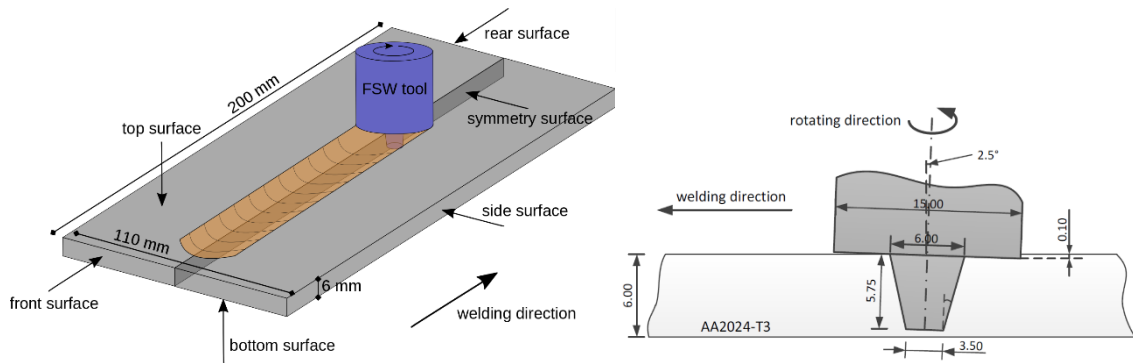 rear surface
FSW tool
200 mm
symmetry surface
top surface
side surface
110 mm
6 mm
front surface
welding direction
bottom surface
rotating direction
2.5°
welding direction
15.00
6.00
0.10
6.00
5.75
AA2024-T3
3.50